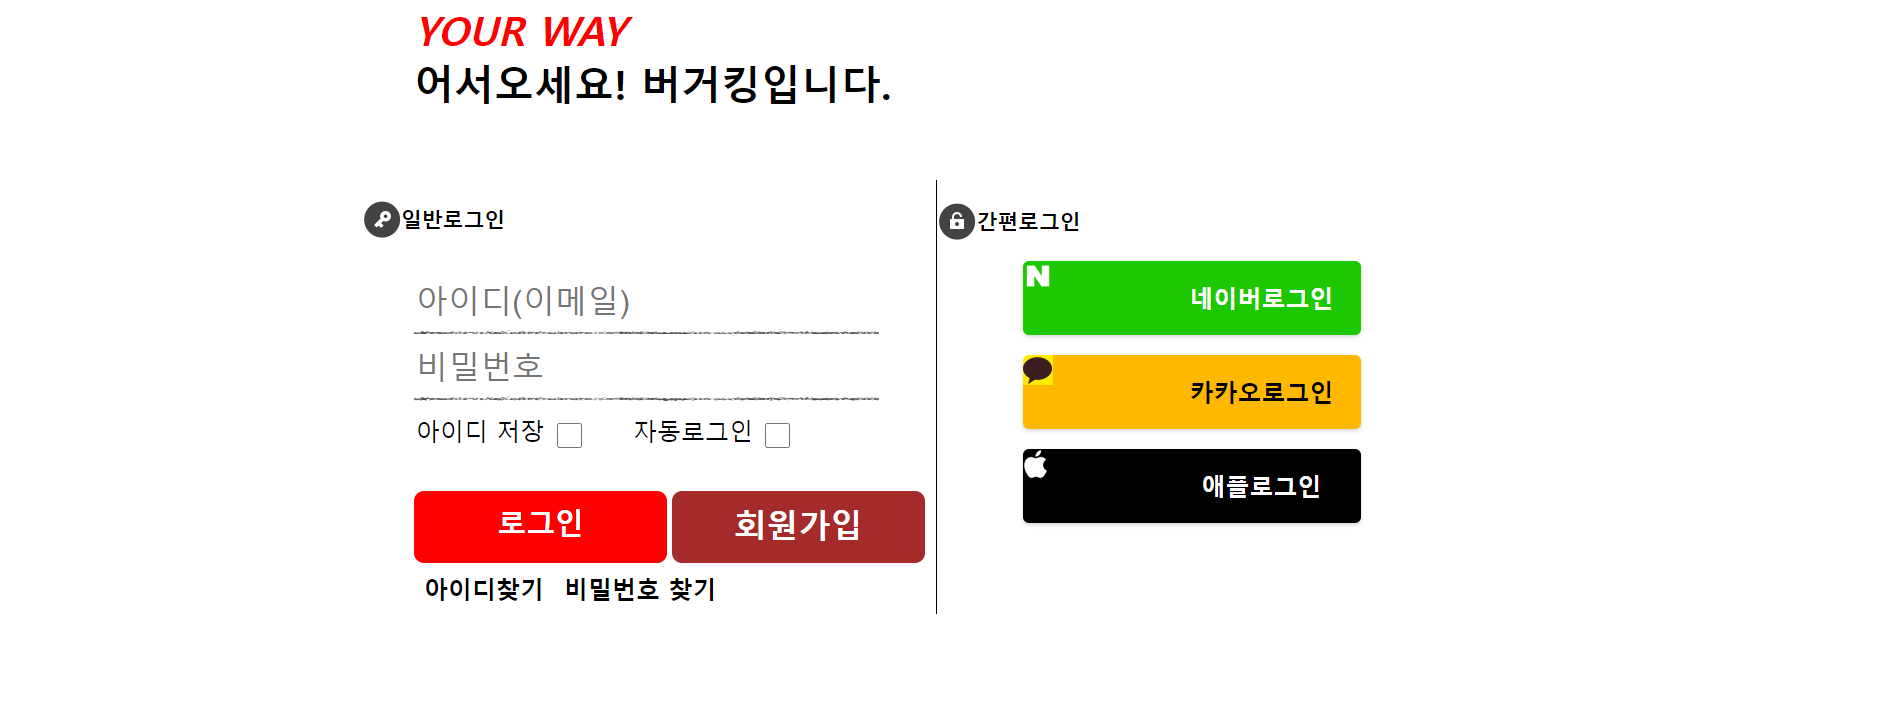 YOUR WAY
어서오세요! 버거킹입니다.
일반로그인
아이디(이메일)
비밀번호
아이디 저장 자동로그인
로그인 회원가입
아이디찾기 비밀번호 찾기
간편로그인
N 네이버로그인
카카오로그인
애플로그인